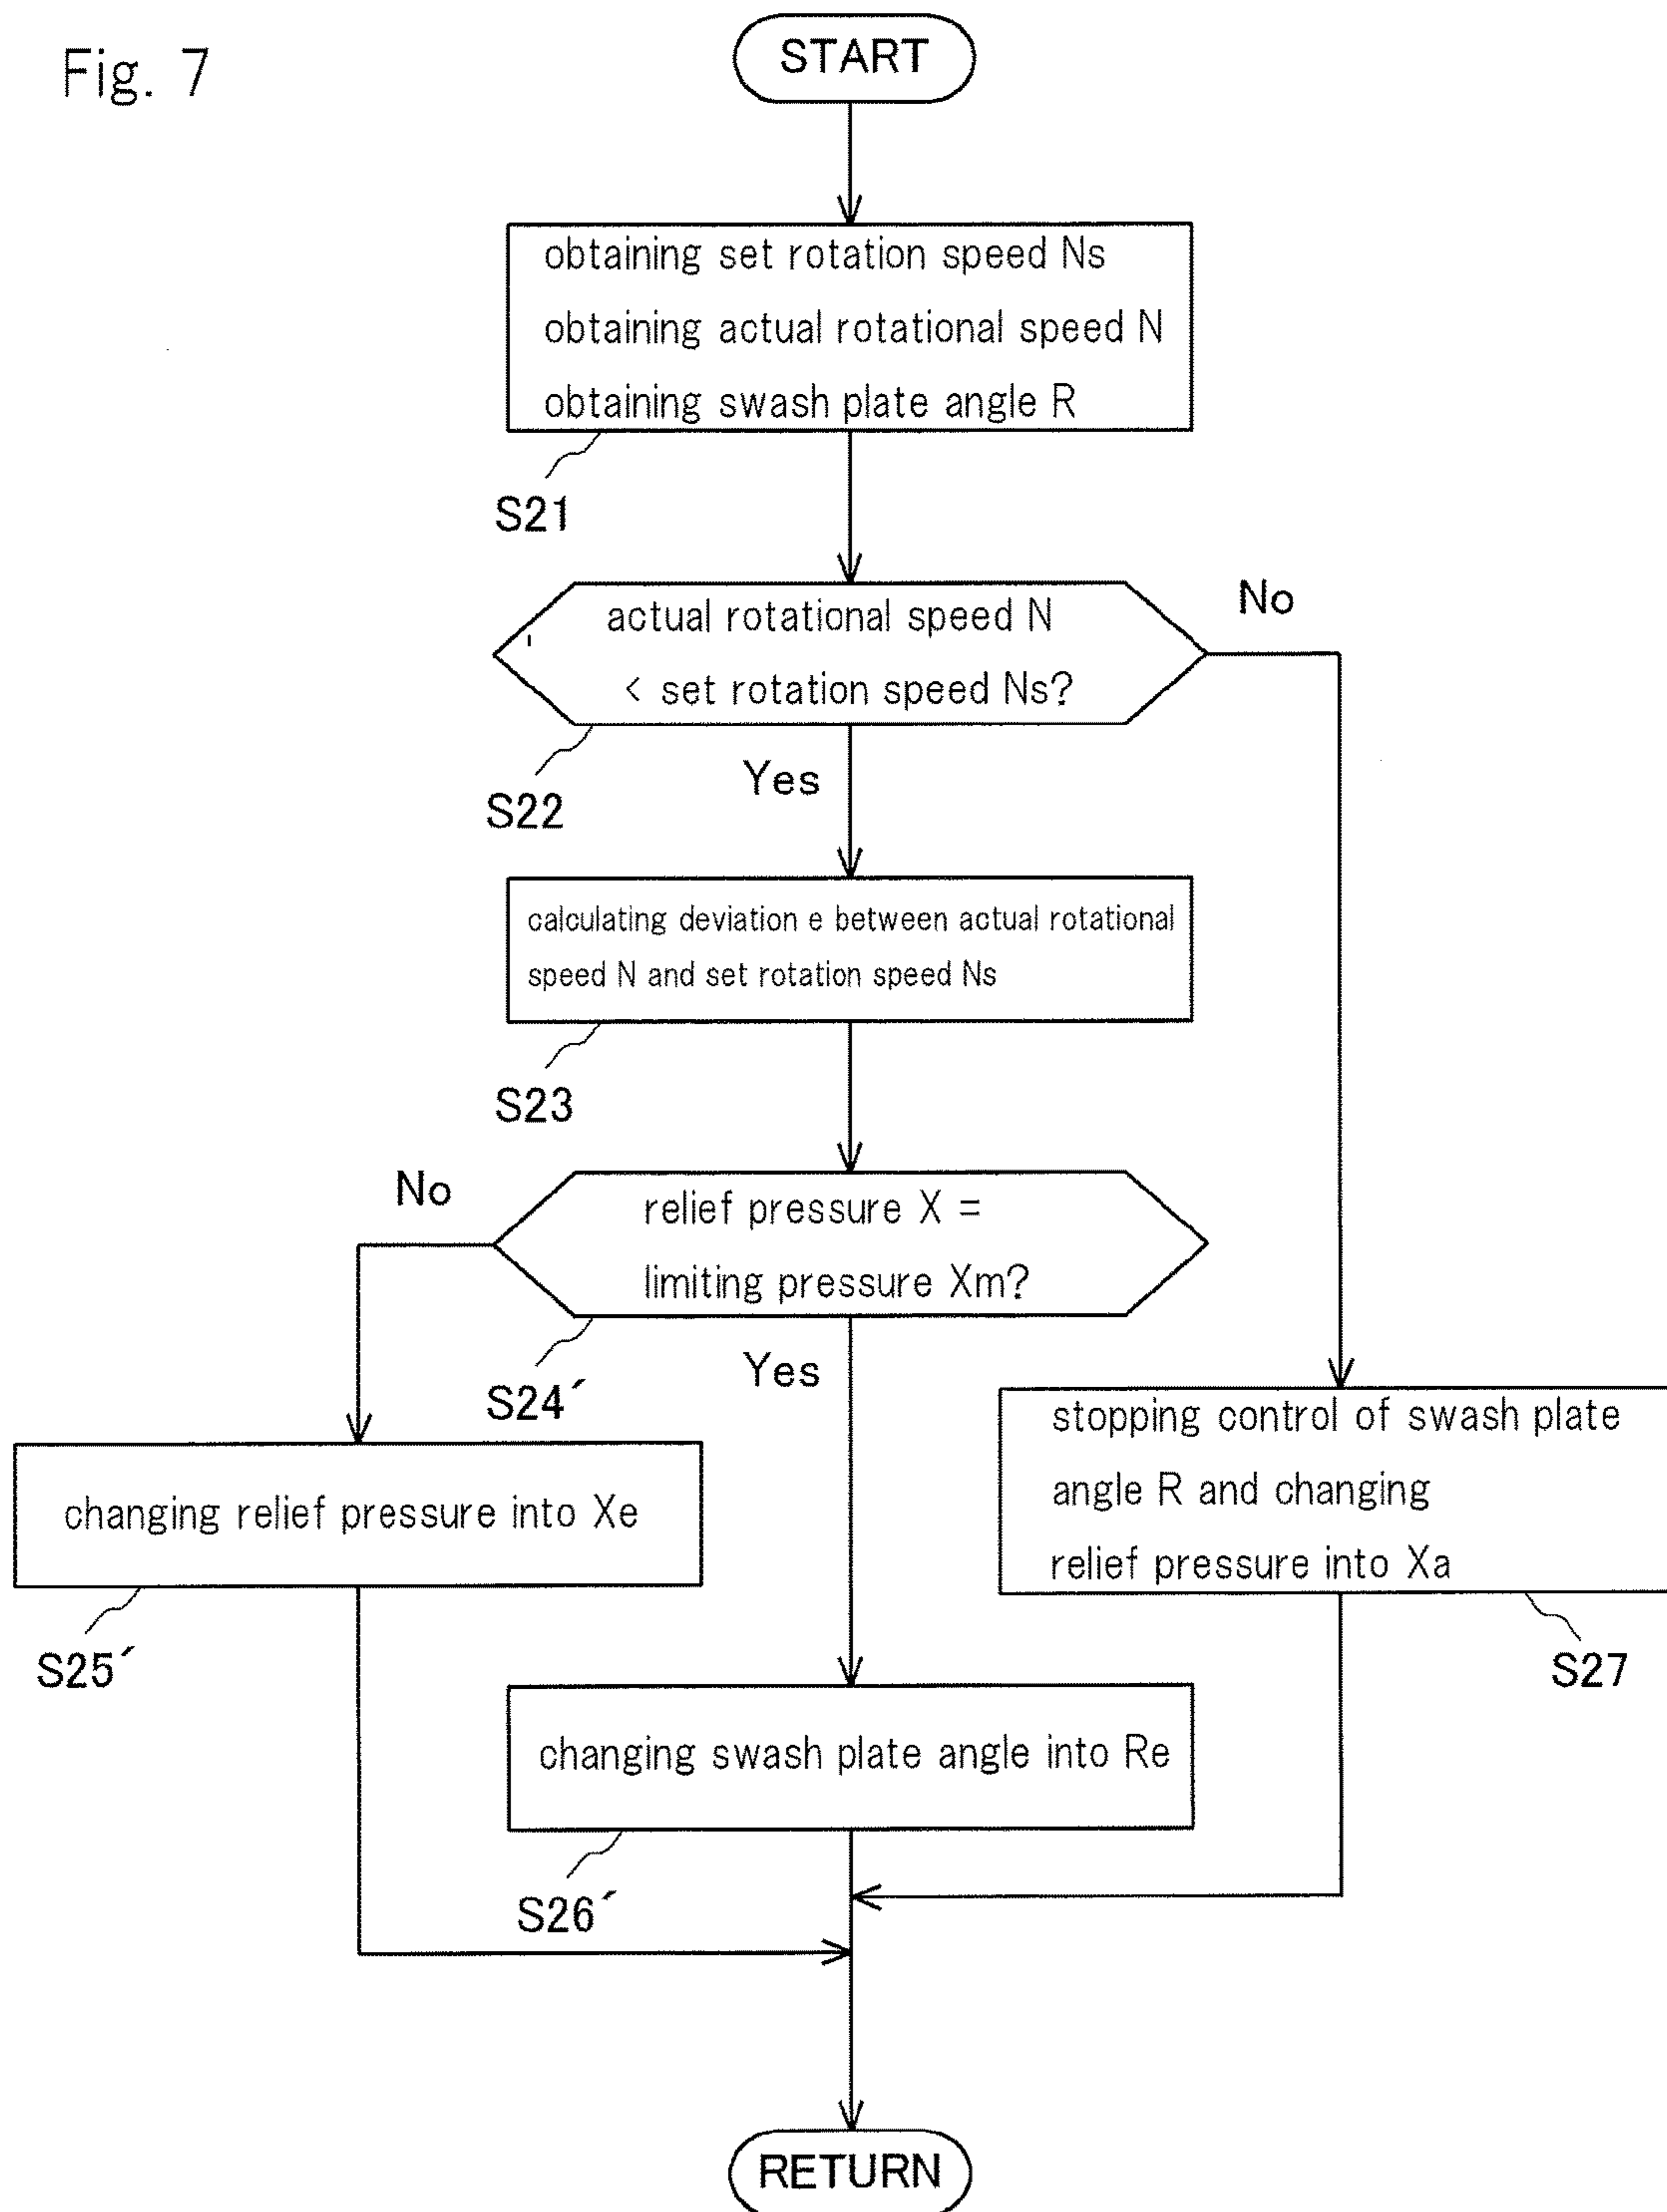 Fig. 7
START
obtaining set rotation speed Ns
obtaining actual rotational speed N
obtaining swash plate angle R
S21
actual rotational speed N
< set rotation speed Ns?
No
S22
Yes
calculating deviation e between actual rotational
speed N and set rotation speed Ns
S23
relief pressure X =
limiting pressure Xm?
No
S24´
Yes
changing relief pressure into Xe
S25´
stopping control of swash plate
angle R and changing
relief pressure into Xa
S27
changing swash plate angle into Re
S26´
RETURN